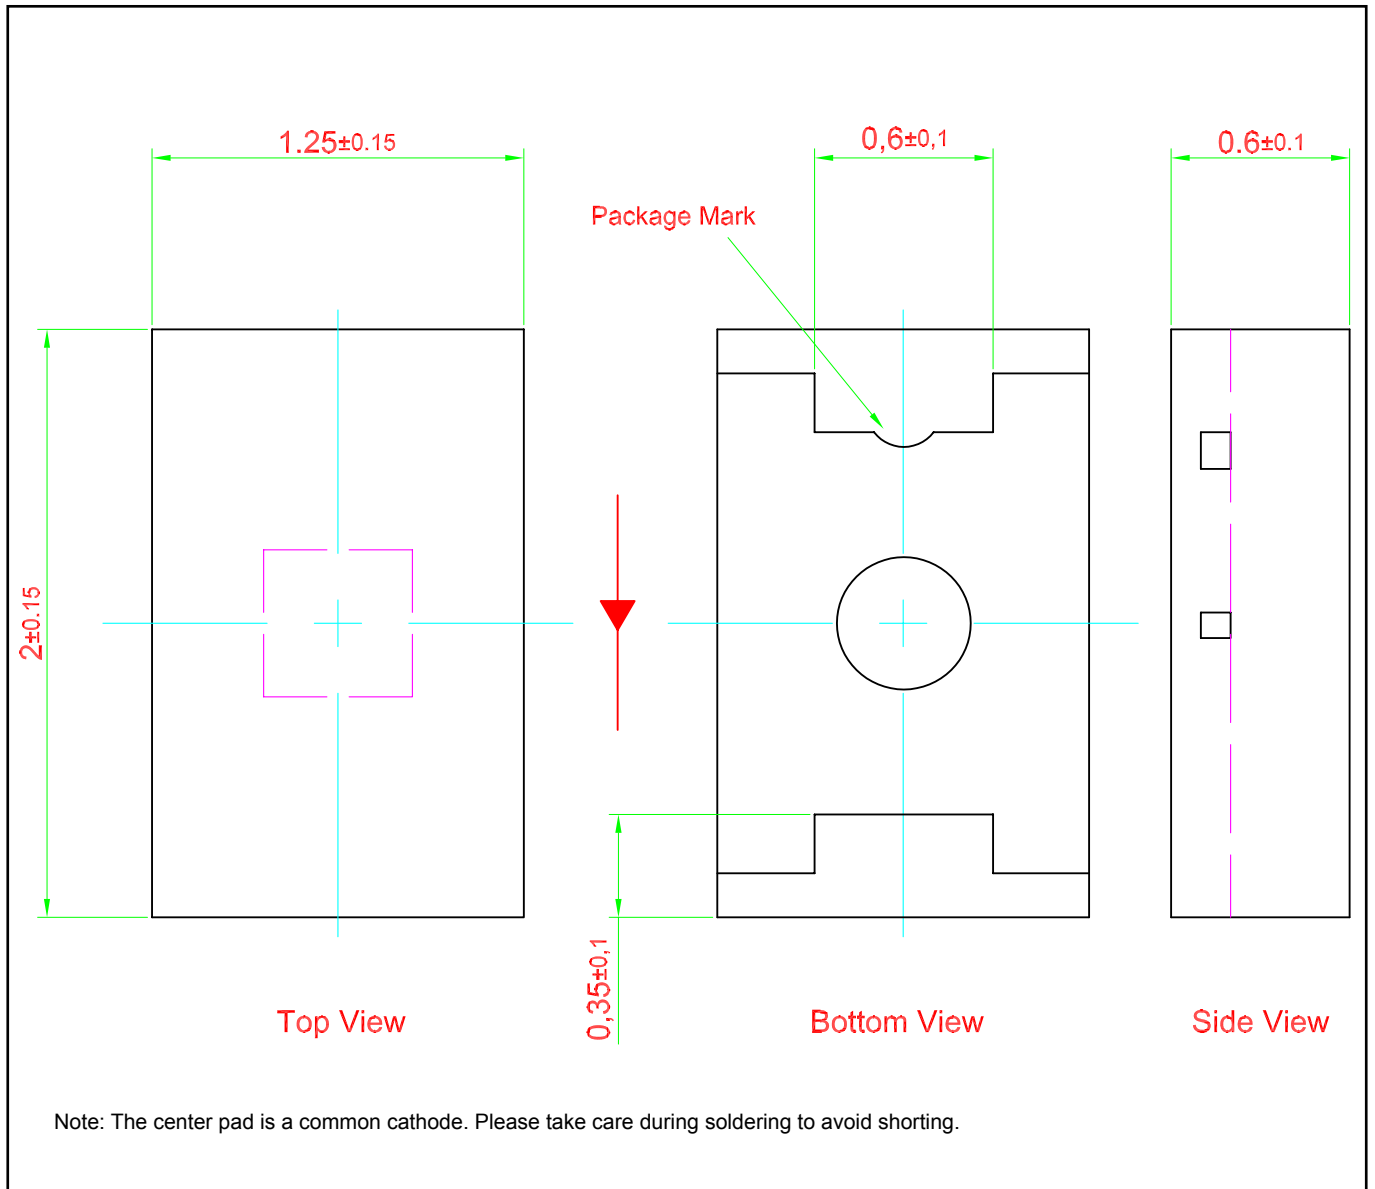 1.25±0.15
0,6±0,1
0.6±0.1
Package Mark
2±0.15
0,35±0,1
Top View
Bottom View
Side View
Note: The center pad is a common cathode. Please take care during soldering to avoid shorting.